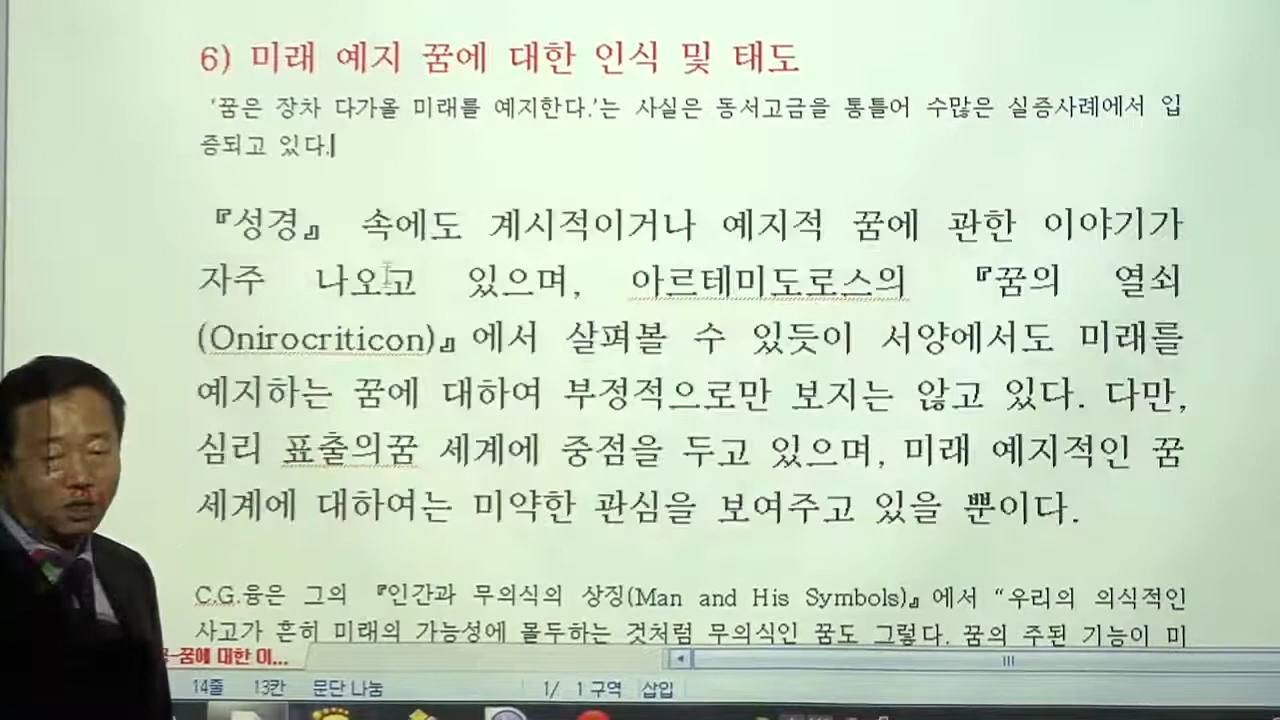 6) 미래 예지 꿈에 대한 인식 및 태도
'꿈은 장차 다가올 미래를 예지한다.'는 사실은 동서고금을 통틀어 수많은 실증사례에서 입
증되고 있다.
『성경』 속에도 계시적이거나 예지적 꿈에 관한 이야기가
자주 나오고 있으며, 아르테미도로스의 『꿈의 열쇠
(Onirocriticon)』에서 살펴볼 수 있듯이 서양에서도 미래를
예지하는 꿈에 대하여 부정적으로만 보지는 않고 있다. 다만,
심리 표출의꿈 세계에 중점을 두고 있으며, 미래 예지적인 꿈
세계에 대하여는 미약한 관심을 보여주고 있을 뿐이다.
C.G.융은 그의 『인간과 무의식의 상징(Man and His Symbols)』에서 “우리의 의식적인
사고가 흔히 미래의 가능성에 몰두하는 것처럼 무의식인 꿈도 그렇다. 꿈의 주된 기능이 미
꿈에 대한 이...
14줄 13칸 문단 나눔 1/ 1 구역 삽입